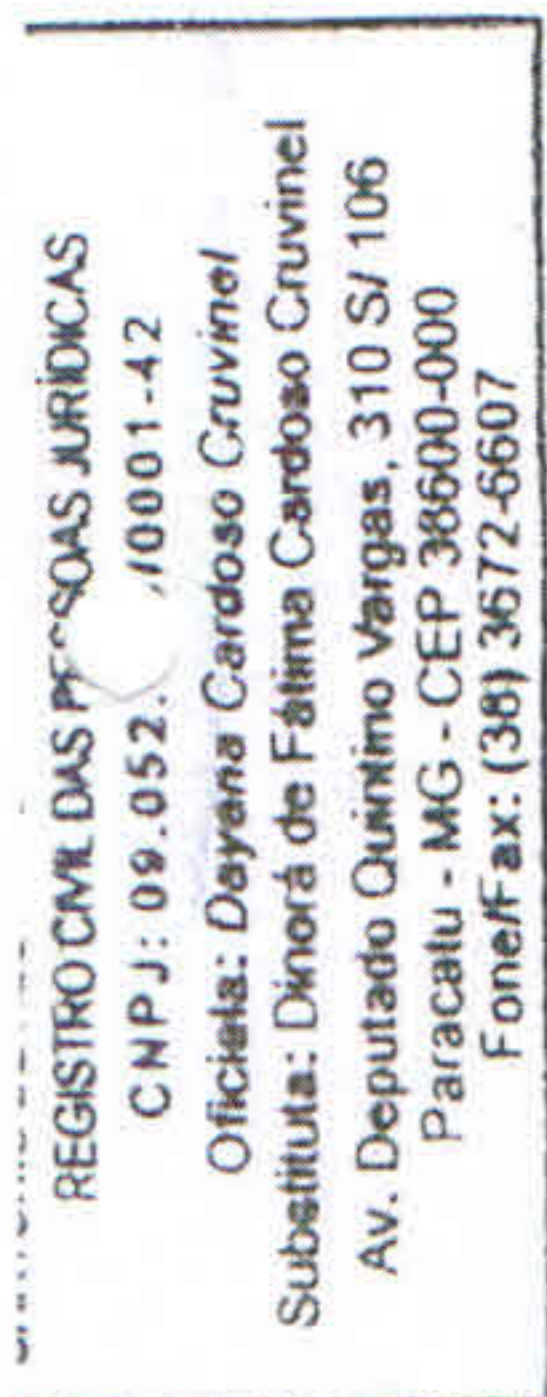 REGISTRO CIVIL DAS JURÍDICAS
CNPJ: 09.052. /0001-42
Oficiala: Dayana Cardoso Cruvinel
Substituta: Dinorá de Fátima Cardoso Cruvinel
Av. Deputado Quintino Vargas, 310 S/ 106
Paracatu - MG - CEP 38600-000
Fone/Fax: (38) 3672-6607